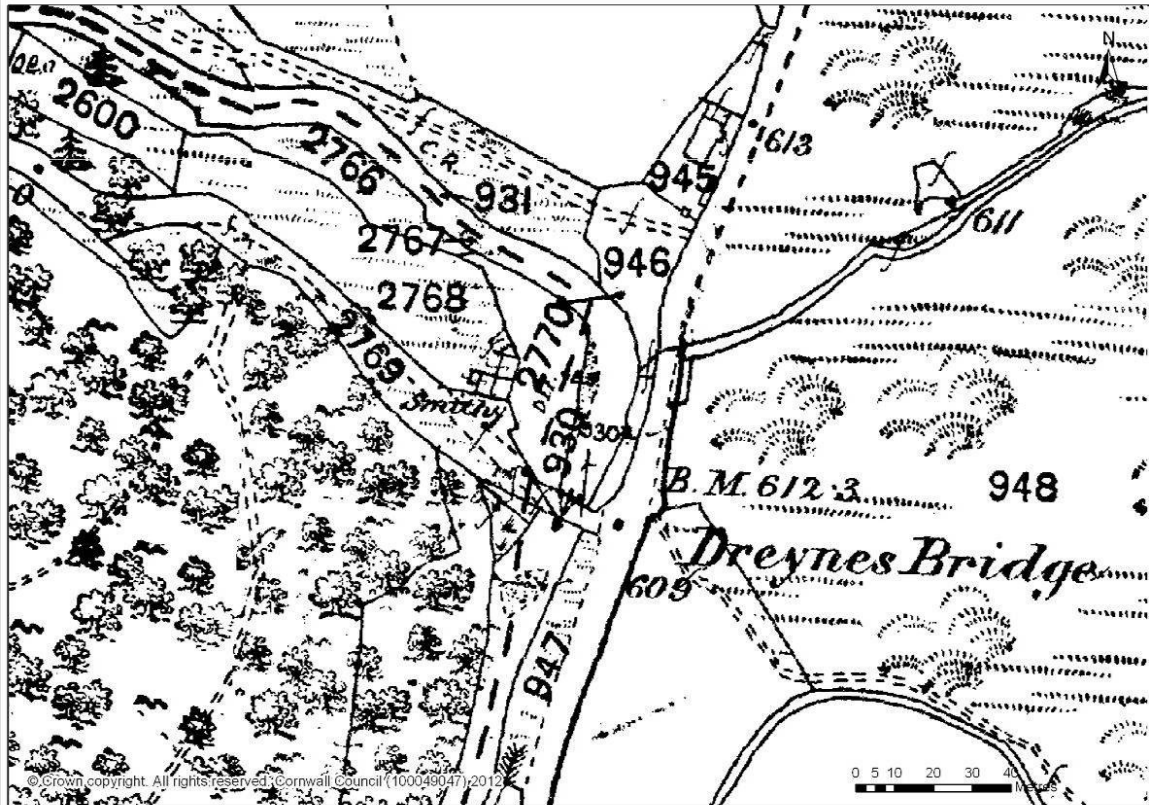 N
2600
2766
C.R.
931
945
613
611
2767
946
2768
2769
2770
Smithy
930
B.M. 612·3
948
Dreynes Bridge
609
947
© Crown copyright. All rights reserved. Cornwall Council (100049047) 2012
0 5 10 20 30 40
Metres